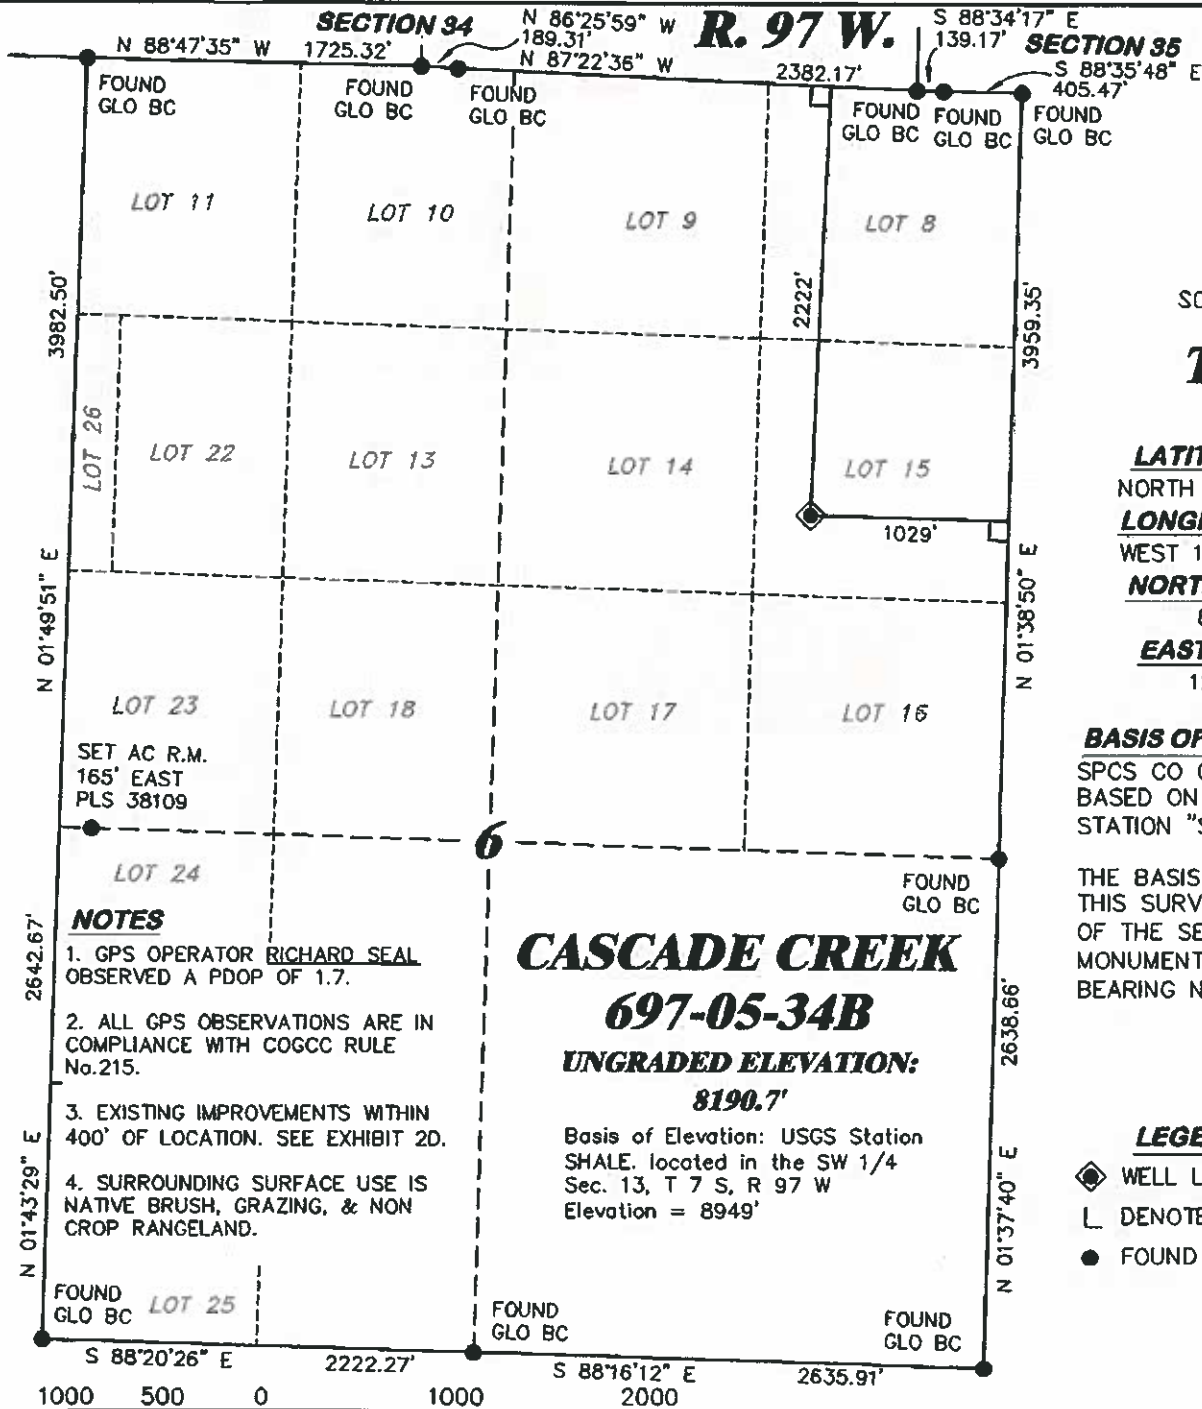 SECTION 34
N 86°25'59" W
189.31'
R. 97 W.
S 88°34'17" E
139.17'
SECTION 35
N 88°47'35" W
1725.32'
N 87°22'36" W
2382.17'
S 88°35'48" E
405.47'
FOUND
GLO BC
FOUND
GLO BC
FOUND
GLO BC
FOUND
GLO BC
FOUND
GLO BC
FOUND
GLO BC
LOT 11
LOT 10
LOT 9
LOT 8
3982.50'
2222'
3959.35'
LOT 26
LOT 22
LOT 13
LOT 14
LOT 15
1029'
N 01°49'51" E
N 01°38'50" E
LOT 23
LOT 18
LOT 17
LOT 16
SET AC R.M.
165' EAST
PLS 38109
6
LOT 24
FOUND
GLO BC
2642.67'
2638.66'
NOTES
1. GPS OPERATOR RICHARD SEAL
OBSERVED A PDOP OF 1.7.
2. ALL GPS OBSERVATIONS ARE IN
COMPLIANCE WITH COGCC RULE
No.215.
3. EXISTING IMPROVEMENTS WITHIN
400' OF LOCATION. SEE EXHIBIT 2D.
4. SURROUNDING SURFACE USE IS
NATIVE BRUSH, GRAZING, & NON
CROP RANGELAND.
CASCADE CREEK
697-05-34B
UNGRADED ELEVATION:
8190.7'
Basis of Elevation: USGS Station
SHALE. located in the SW 1/4
Sec. 13, T 7 S, R 97 W
Elevation = 8949'
N 01°43'29" E
N 01°37'40" E
FOUND
GLO BC
LOT 25
FOUND
GLO BC
FOUND
GLO BC
S 88°20'26" E
2222.27'
S 88°16'12" E
2635.91'
1000 500 0 1000 2000
NORTH
WEST 1
BASIS OF
SPCS CO
BASED ON
STATION
THE BASIS
THIS SURV
OF THE SE
MONUMENT
BEARING N
LEGE
WELL L
DENOTE
FOUND